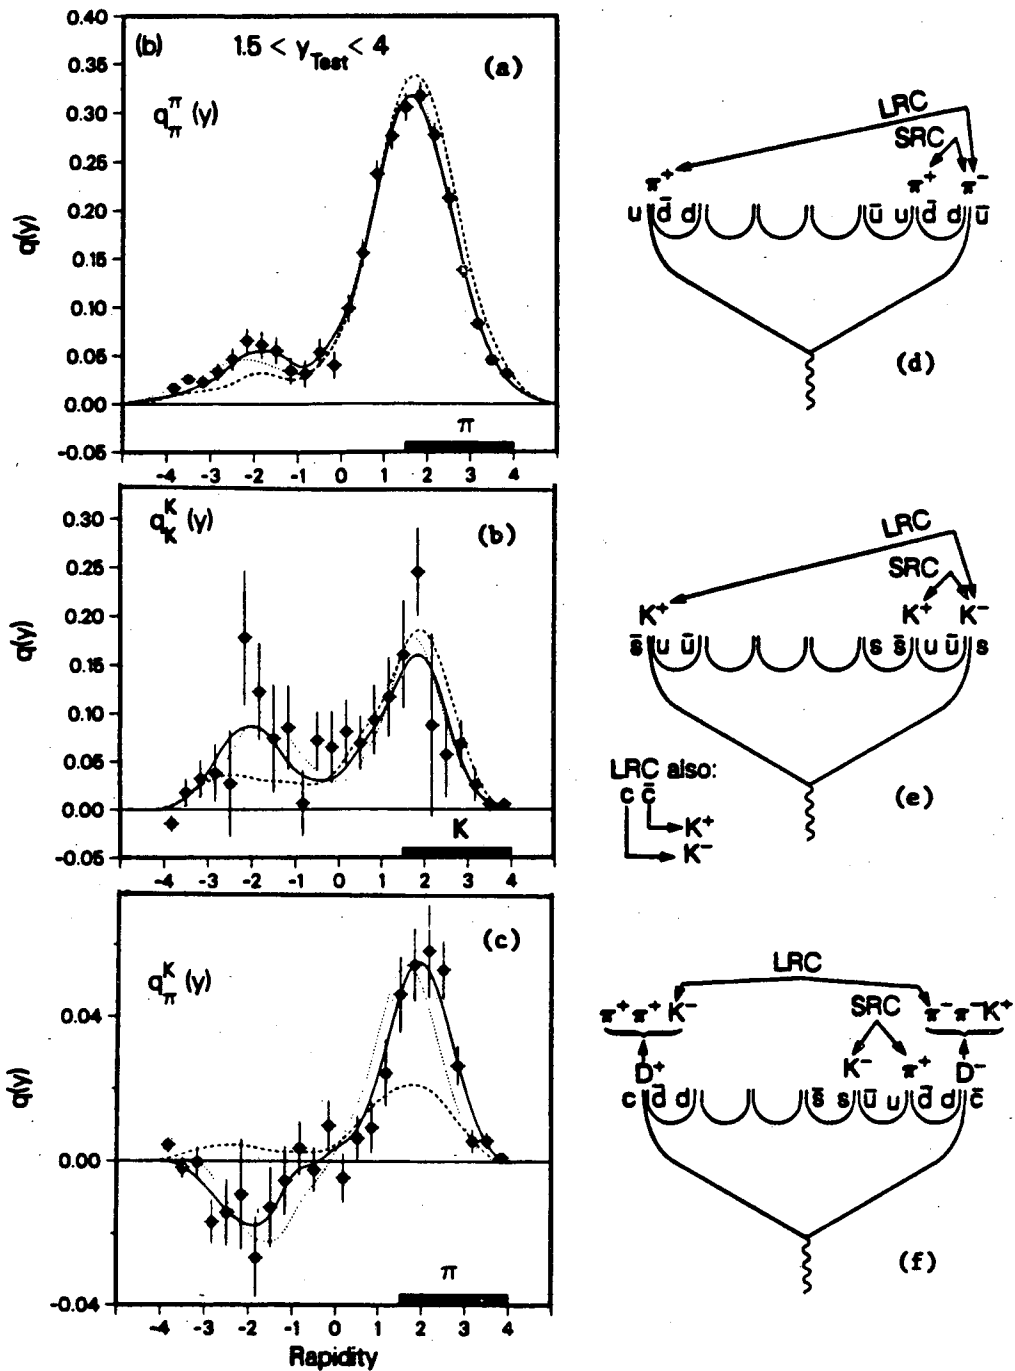 0.40
(b) 1.5 < y_Test < 4 (a)
0.35
q_π^π (y)
0.30
0.25
0.20
0.15
0.10
0.05
0.00
-0.05
q(y)
π
-4 -3 -2 -1 0 1 2 3 4
q_K^K (y) (b)
0.30
0.25
0.20
0.15
0.10
0.05
0.00
-0.05
q(y)
K
-4 -3 -2 -1 0 1 2 3 4
(c)
q_π^K (y)
0.04
0.00
-0.04
q(y)
π
-4 -3 -2 -1 0 1 2 3 4
Rapidity
LRC
SRC
π⁺ π⁺ π⁻
u d̄ d ū u d̄ d ū
(d)
LRC
SRC
K⁺ K⁺ K⁻
s̄ u ū s s̄ u ū s
LRC also:
c c̄
K⁺
K⁻
(e)
LRC
π⁺ π⁺ K⁻ SRC π⁻ π⁻ K⁺
D⁺ K⁻ π⁺ D⁻
c d̄ d s̄ s ū u d̄ d c̄
(f)